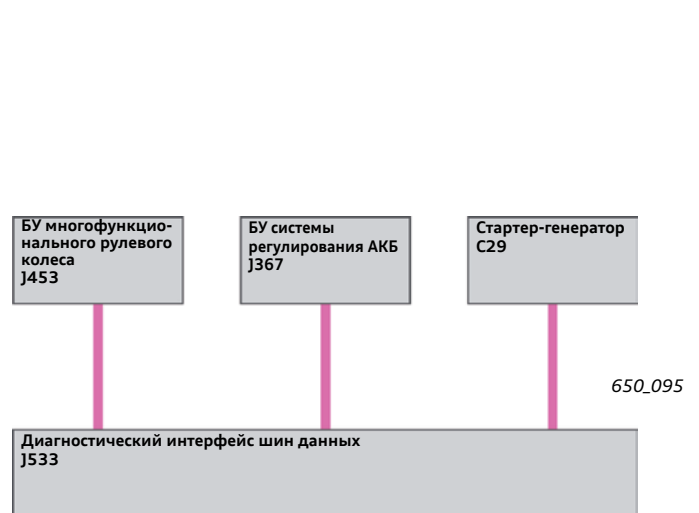 БУ многофункцио-
нального рулевого
колеса
J453
БУ системы
регулирования АКБ
J367
Стартер-генератор
C29
650_095
Диагностический интерфейс шин данных
J533